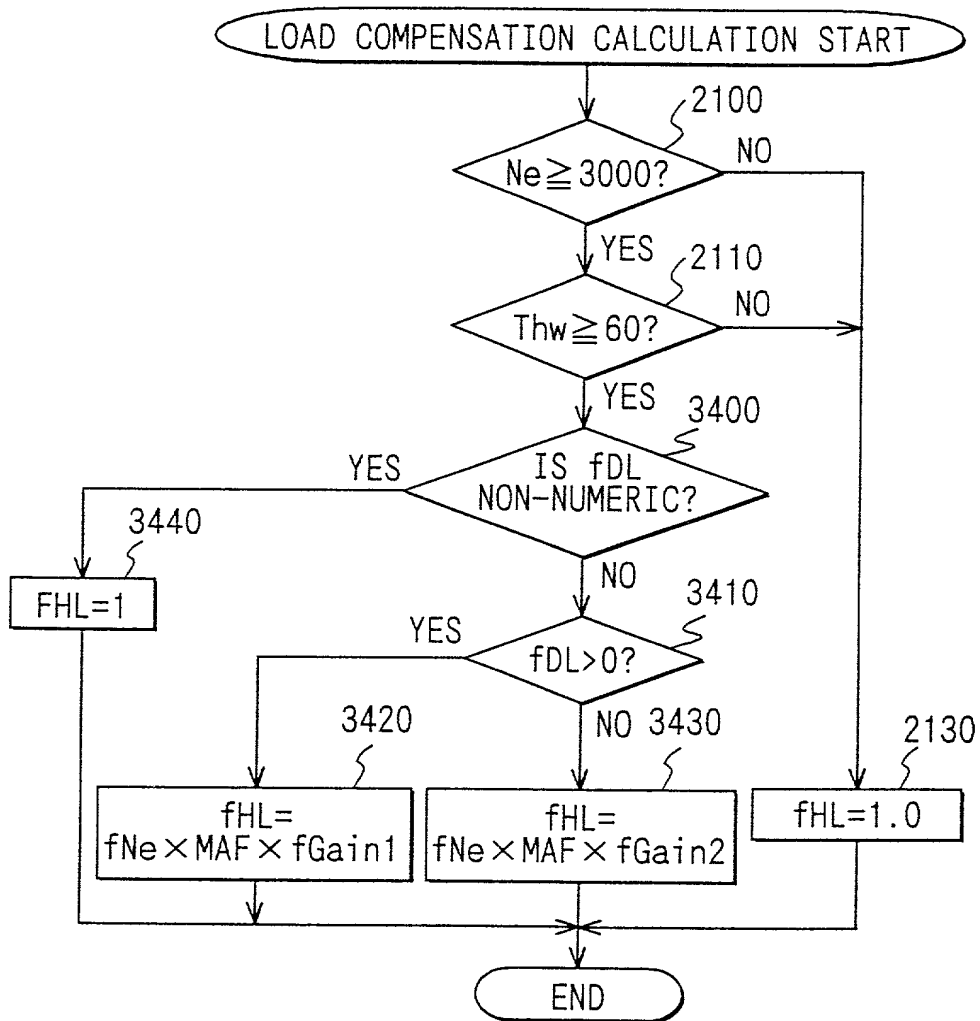 LOAD COMPENSATION CALCULATION START
2100
Ne≧3000?
NO
YES
2110
Thw≧60?
NO
YES
3400
IS fDL
NON-NUMERIC?
YES
3440
FHL=1
NO
3410
fDL>0?
YES
3420
NO
3430
2130
fHL=
fNe×MAF×fGain1
fHL=
fNe×MAF×fGain2
fHL=1.0
END